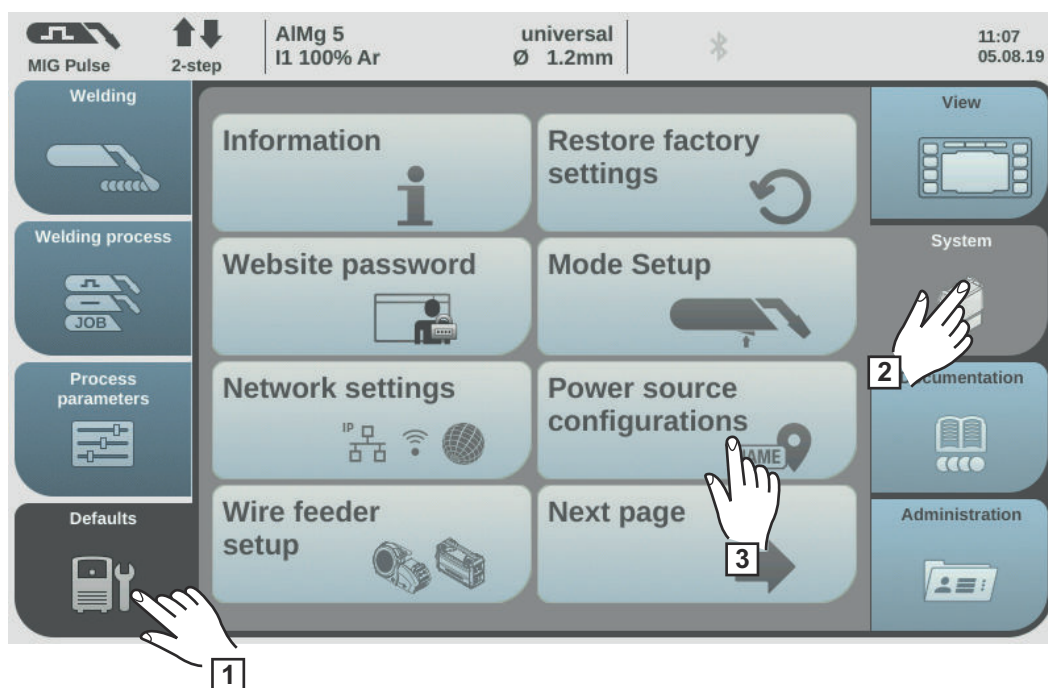 MIG Pulse
2-step
AlMg 5
I1 100% Ar
universal
Ø 1.2mm
11:07
05.08.19
Welding
Welding process
JOB
Process
parameters
Defaults
Information
Restore factory
settings
Website password
Mode Setup
Network settings
IP
Power source
configurations
Wire feeder
setup
Next page
View
System
Administration
1
2
3